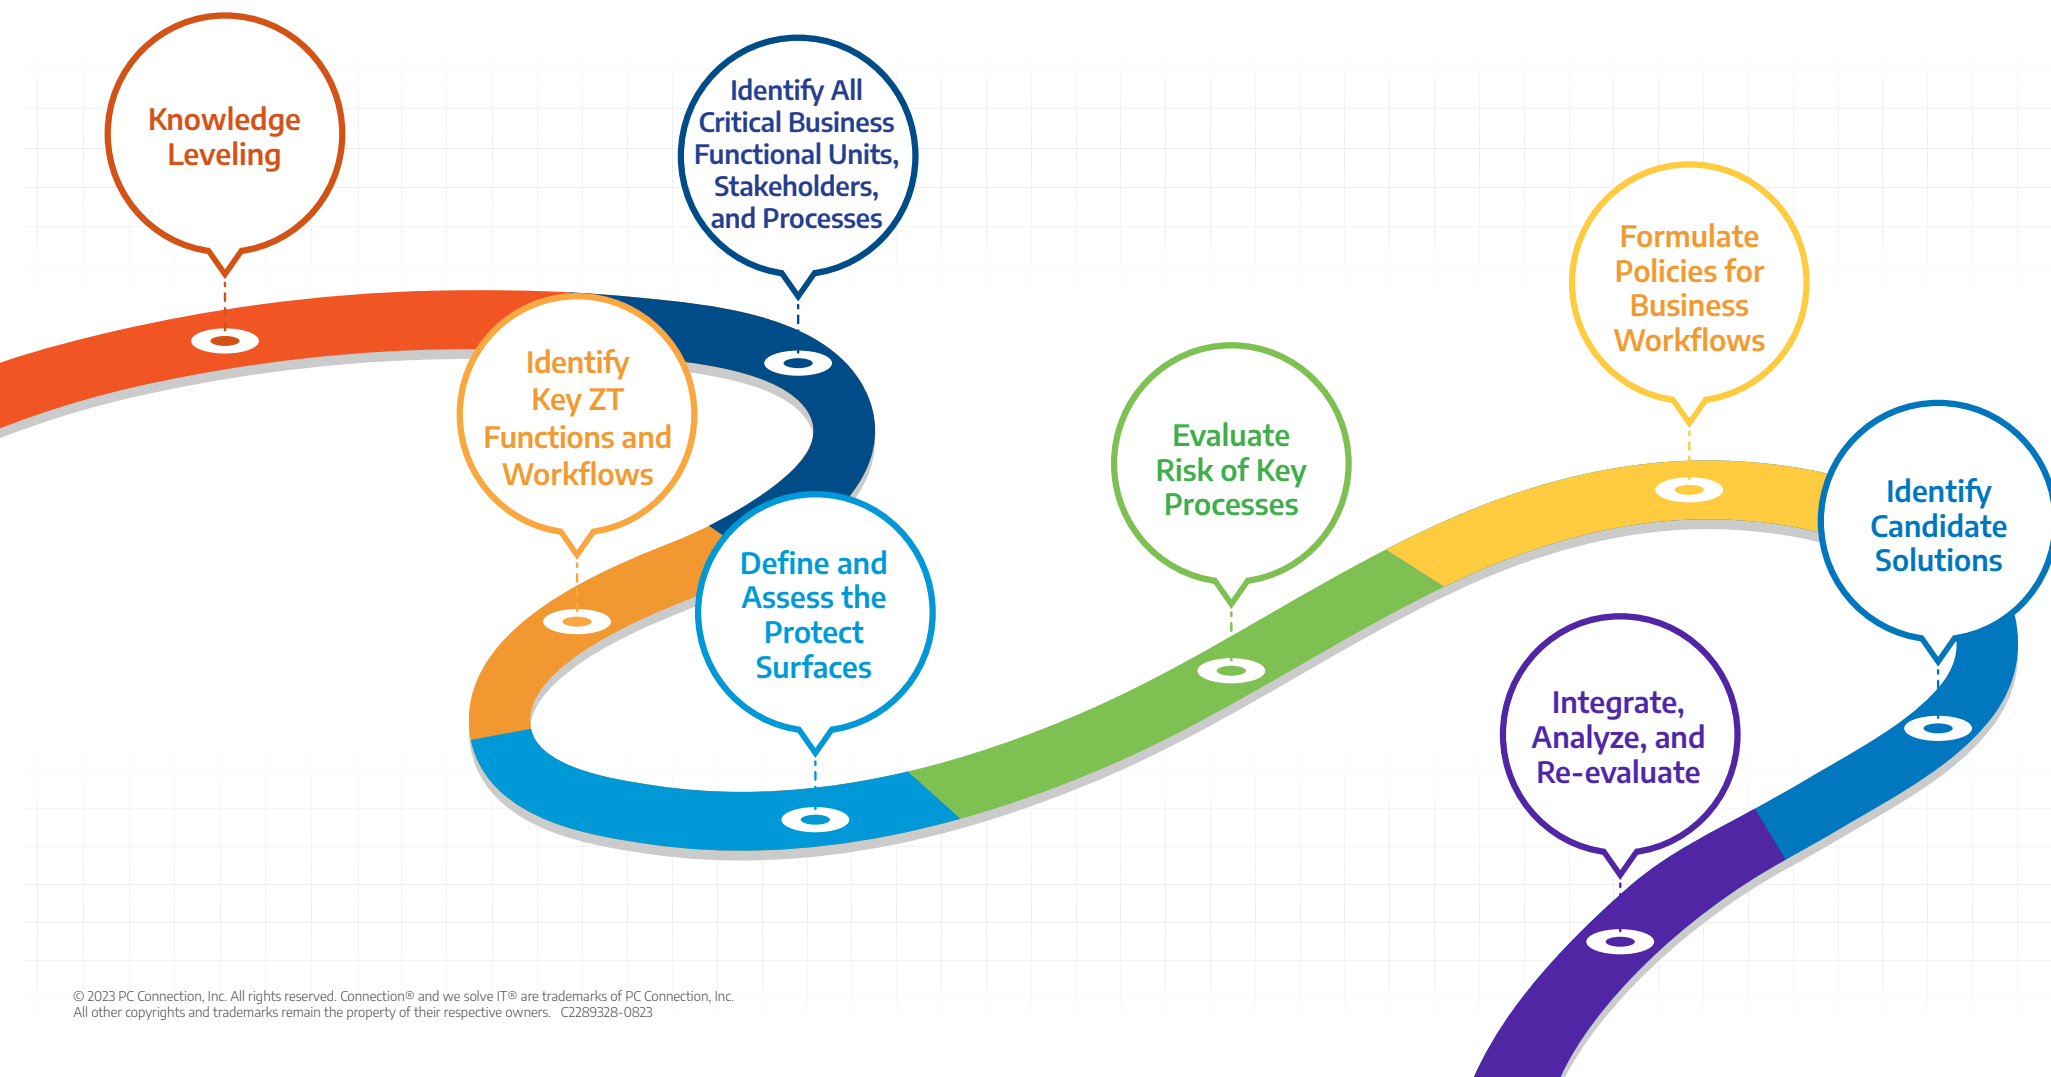 Knowledge
Leveling
Identify All
Critical Business
Functional Units,
Stakeholders,
and Processes
Identify
Key ZT
Functions and
Workflows
Define and
Assess the
Protect
Surfaces
Evaluate
Risk of Key
Processes
Formulate
Policies for
Business
Workflows
Identify
Candidate
Solutions
Integrate,
Analyze, and
Re-evaluate
© 2023 PC Connection, Inc. All rights reserved. Connection® and we solve IT® are trademarks of PC Connection, Inc.
All other copyrights and trademarks remain the property of their respective owners. C2289328-0823